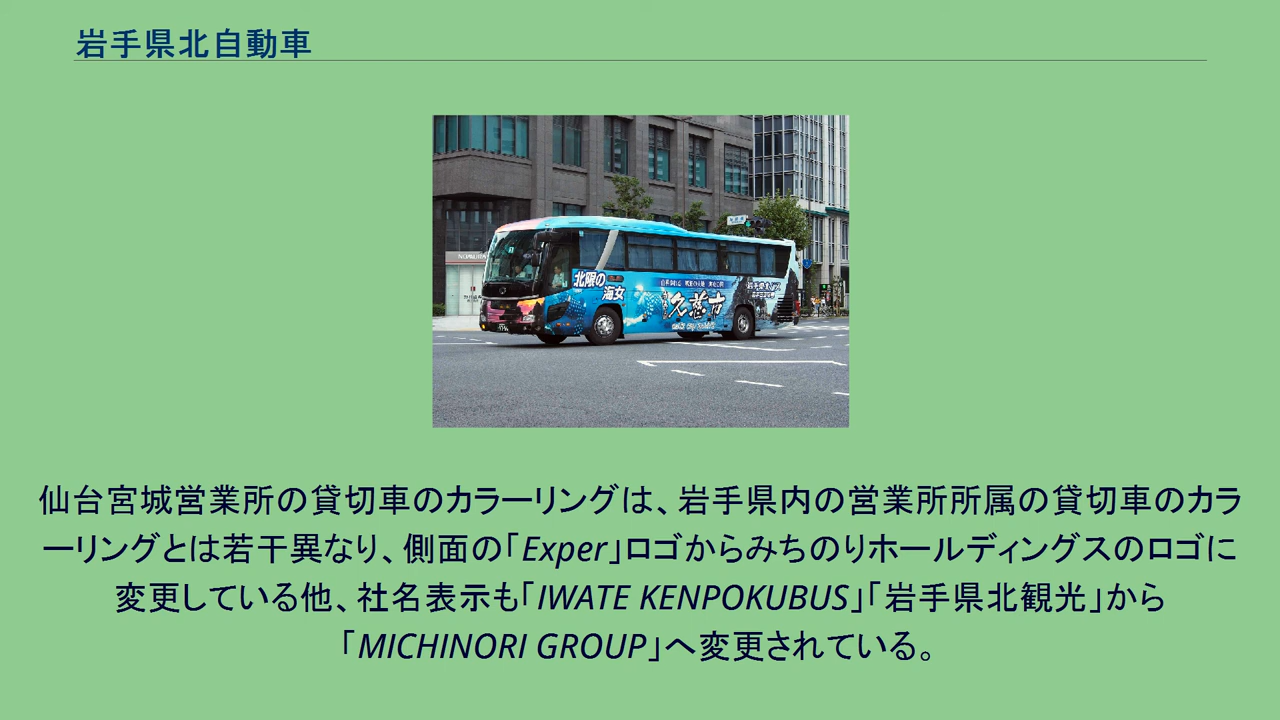 岩手県北自動車
北限の
海女
久慈市
仙台宮城営業所の貸切車のカラーリングは、岩手県内の営業所所属の貸切車のカラ
ーリングとは若干異なり、側面の「Exper」ロゴからみちのりホールディングスのロゴに
変更している他、社名表示も「IWATE KENPOKUBUS」「岩手県北観光」から
「MICHINORI GROUP」へ変更されている。